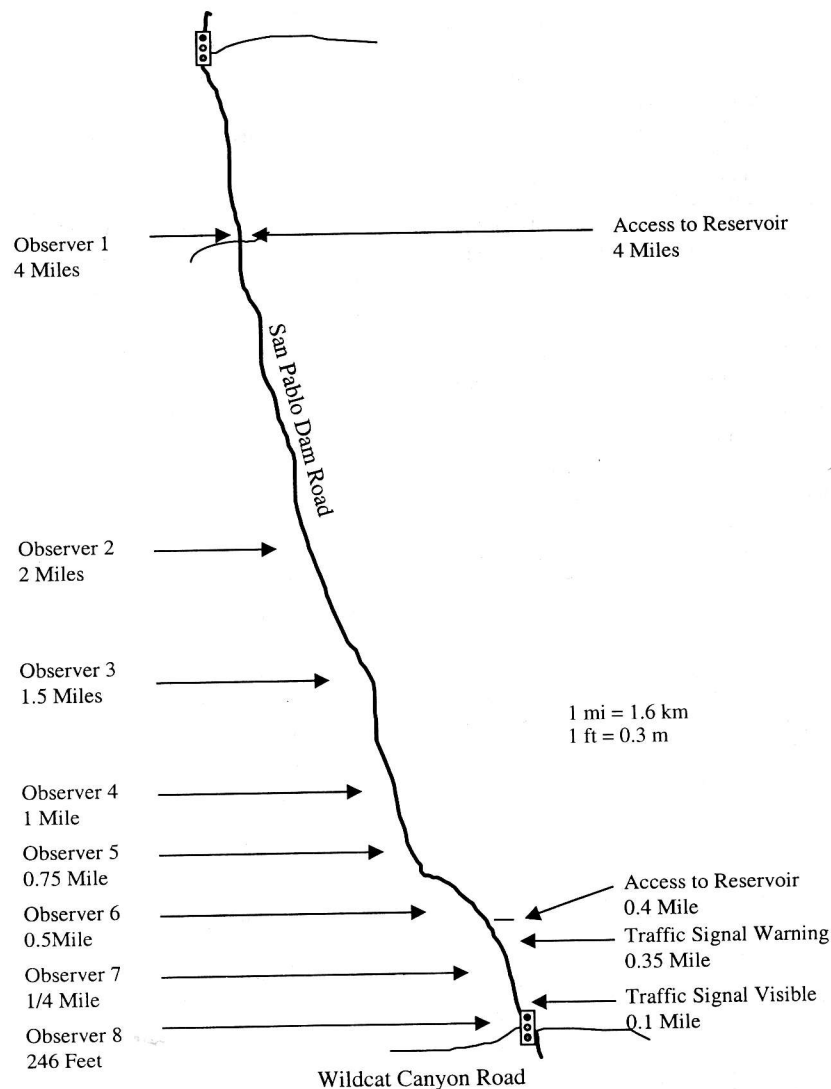 Observer 1
4 Miles
Access to Reservoir
4 Miles
San Pablo Dam Road
Observer 2
2 Miles
Observer 3
1.5 Miles
1 mi = 1.6 km
1 ft = 0.3 m
Observer 4
1 Mile
Observer 5
0.75 Mile
Access to Reservoir
0.4 Mile
Observer 6
0.5Mile
Traffic Signal Warning
0.35 Mile
Observer 7
1/4 Mile
Traffic Signal Visible
0.1 Mile
Observer 8
246 Feet
Wildcat Canyon Road